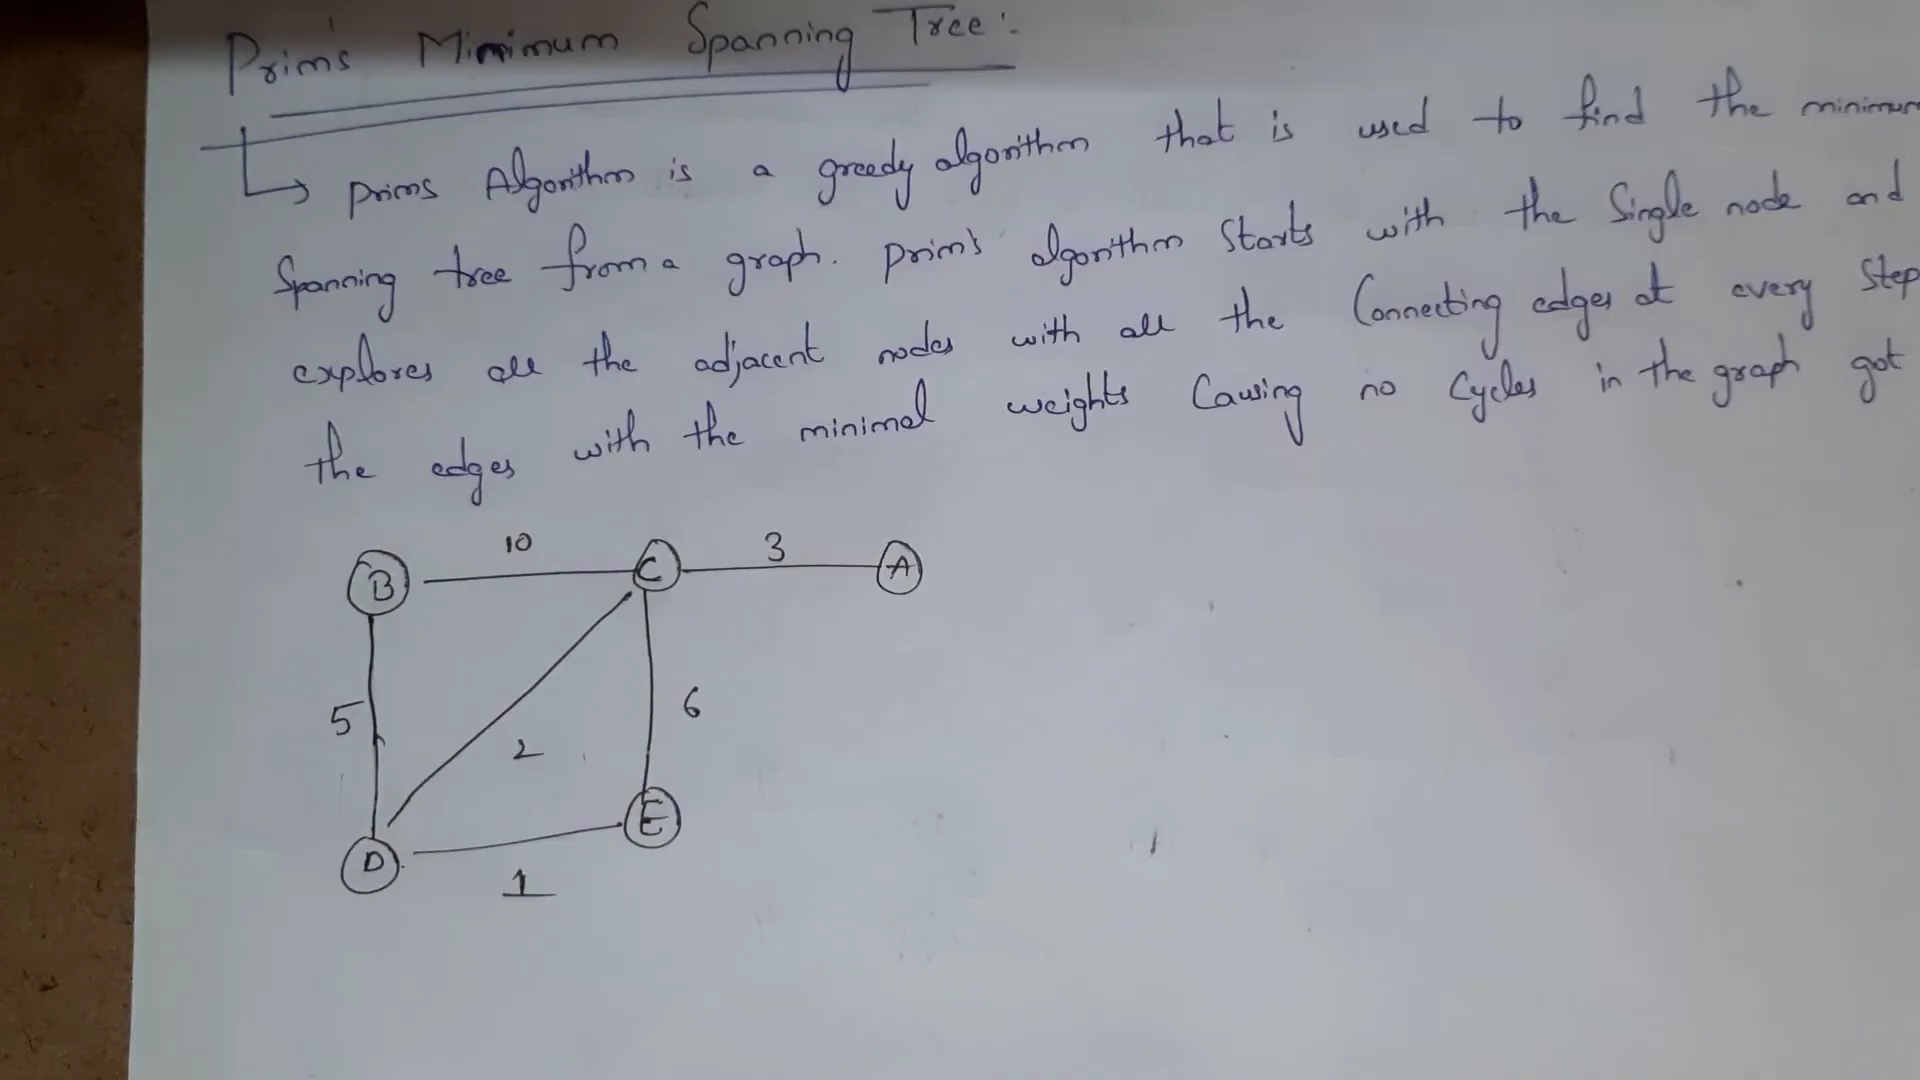 Prim's Minimum Spanning Tree:
Prims Algorithm is a greedy algorithm that is used to find the minimum
Spanning tree from a graph. Prim's algorithm Starts with the Single node and
explores all the adjacent nodes with all the Connecting edges at every Step
the edges with the minimal weights Causing no Cycles in the graph got
B 10 C 3 A
5 2 6
D 1 E